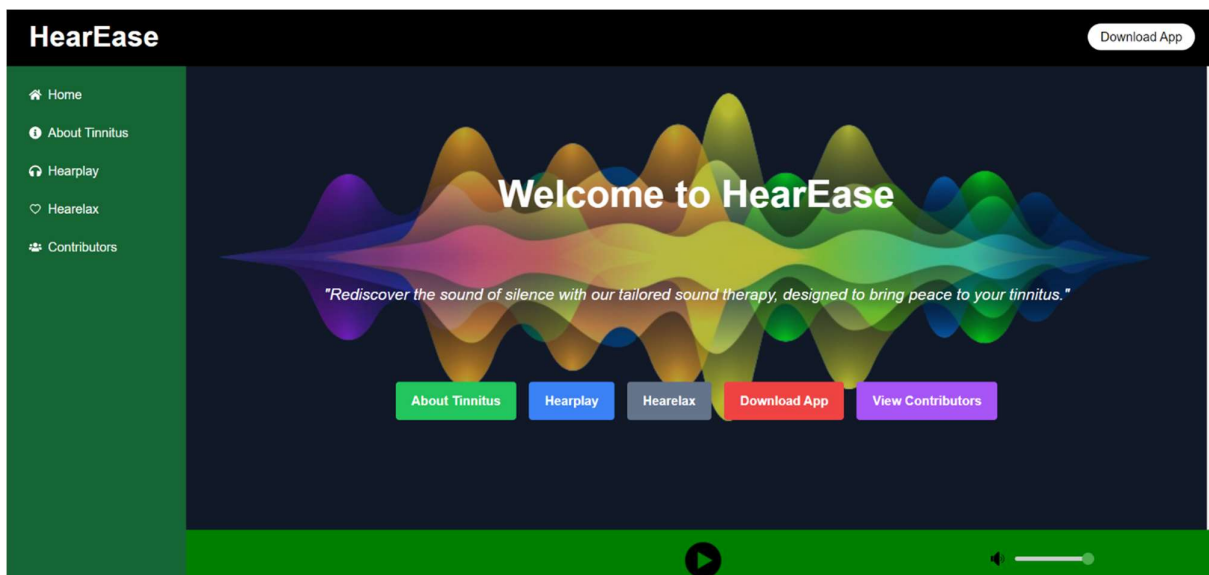 HearEase
Download App
Home
About Tinnitus
Hearplay
Hearelax
Contributors
Welcome to HearEase
"Rediscover the sound of silence with our tailored sound therapy, designed to bring peace to your tinnitus."
About Tinnitus
Hearplay
Hearelax
Download App
View Contributors